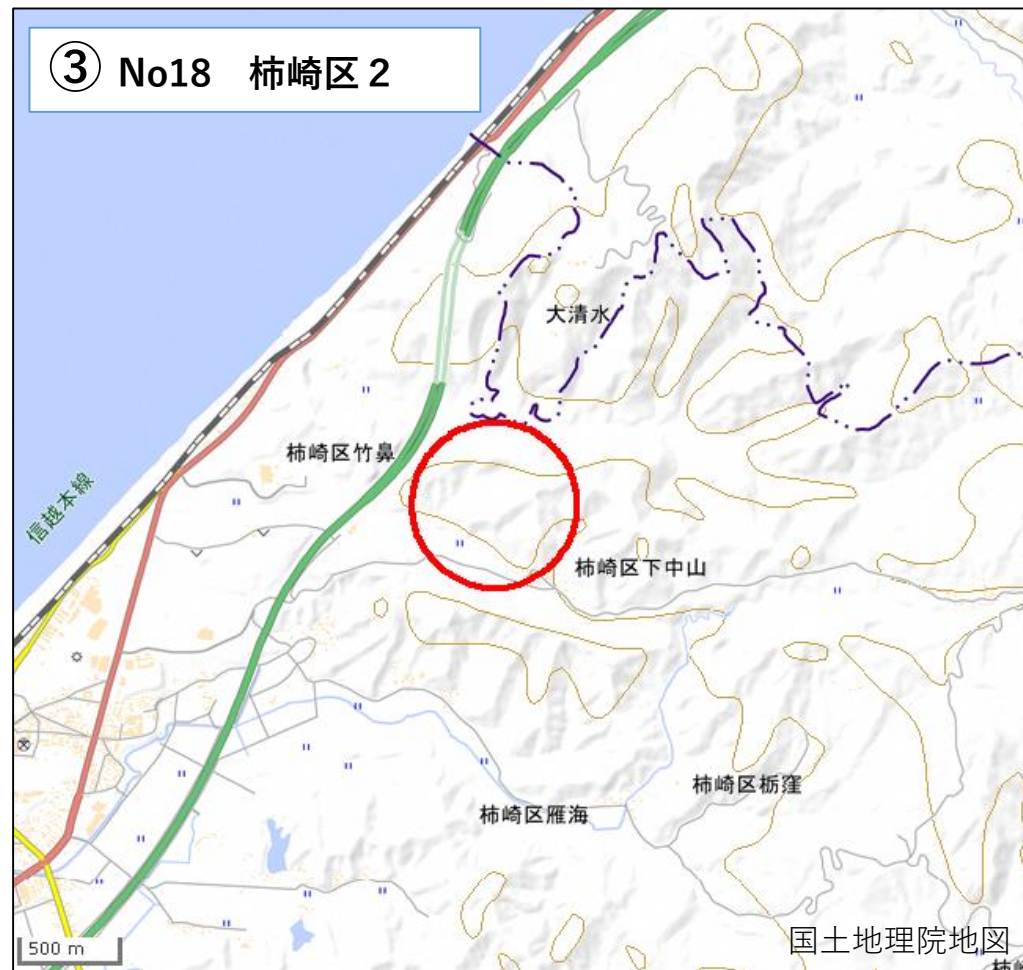 ③ No18 柿崎区２
大清水
柿崎区竹鼻
信越本線
柿崎区下中山
柿崎区栃窪
柿崎区雁海
500 m
国土地理院地図
柿崎